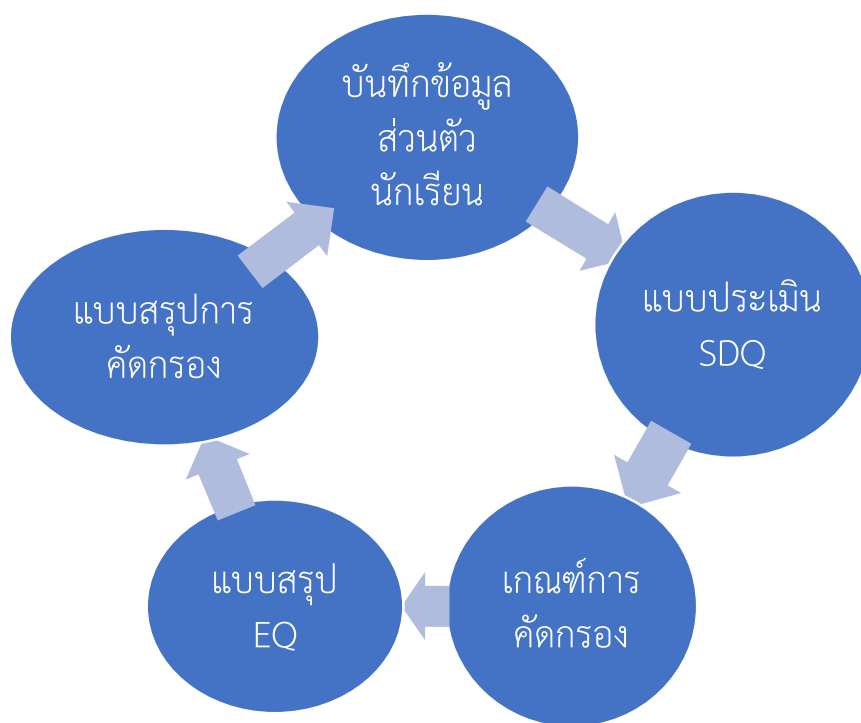 บันทึกข้อมูล
ส่วนตัว
นักเรียน
แบบประเมิน
SDQ
เกณฑ์การ
คัดกรอง
แบบสรุป
EQ
แบบสรุปการ
คัดกรอง